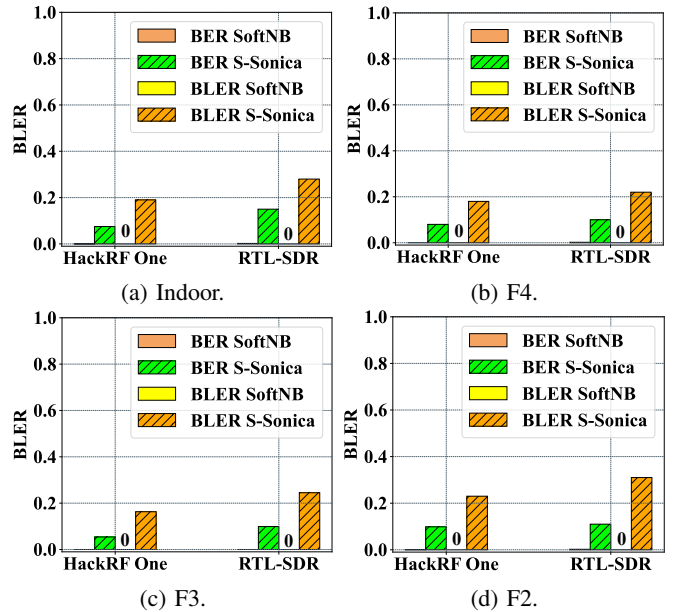 1.0
0.8
0.6
0.4
0.2
0.0
BLER
BER SoftNB
BER S-Sonica
BLER SoftNB
BLER S-Sonica
0
0
HackRF One
RTL-SDR
(a) Indoor.
1.0
0.8
0.6
0.4
0.2
0.0
BLER
BER SoftNB
BER S-Sonica
BLER SoftNB
BLER S-Sonica
0
0
HackRF One
RTL-SDR
(b) F4.
1.0
0.8
0.6
0.4
0.2
0.0
BLER
BER SoftNB
BER S-Sonica
BLER SoftNB
BLER S-Sonica
0
0
HackRF One
RTL-SDR
(c) F3.
1.0
0.8
0.6
0.4
0.2
0.0
BLER
BER SoftNB
BER S-Sonica
BLER SoftNB
BLER S-Sonica
0
0
HackRF One
RTL-SDR
(d) F2.